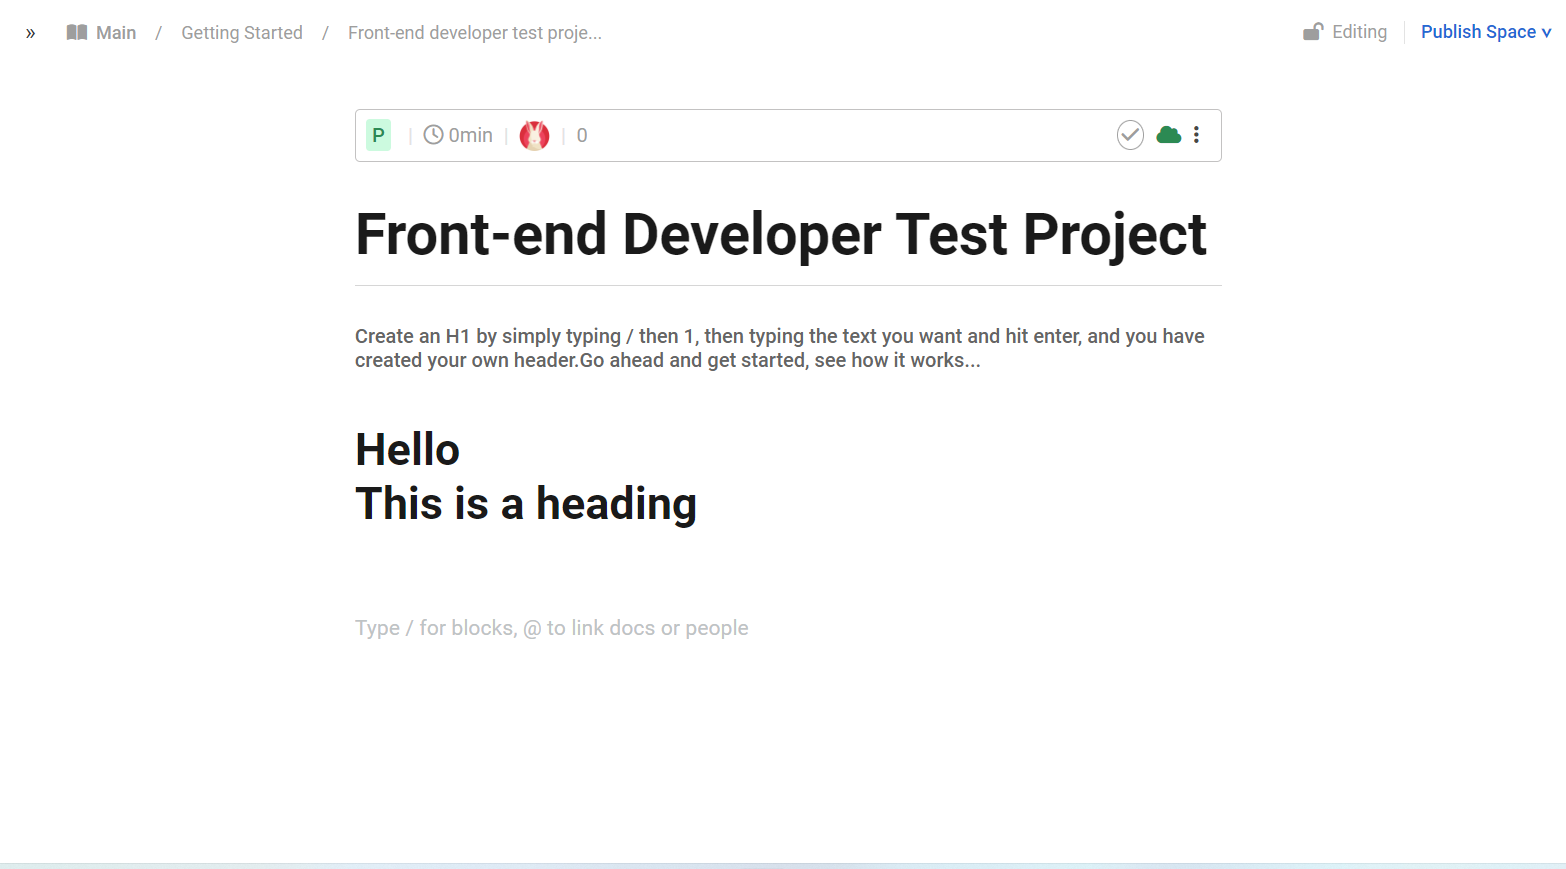 » Main / Getting Started / Front-end developer test proje... Editing Publish Space v
P | 0min | | 0
Front-end Developer Test Project
Create an H1 by simply typing / then 1, then typing the text you want and hit enter, and you have
created your own header.Go ahead and get started, see how it works...
Hello
This is a heading
Type / for blocks, @ to link docs or people